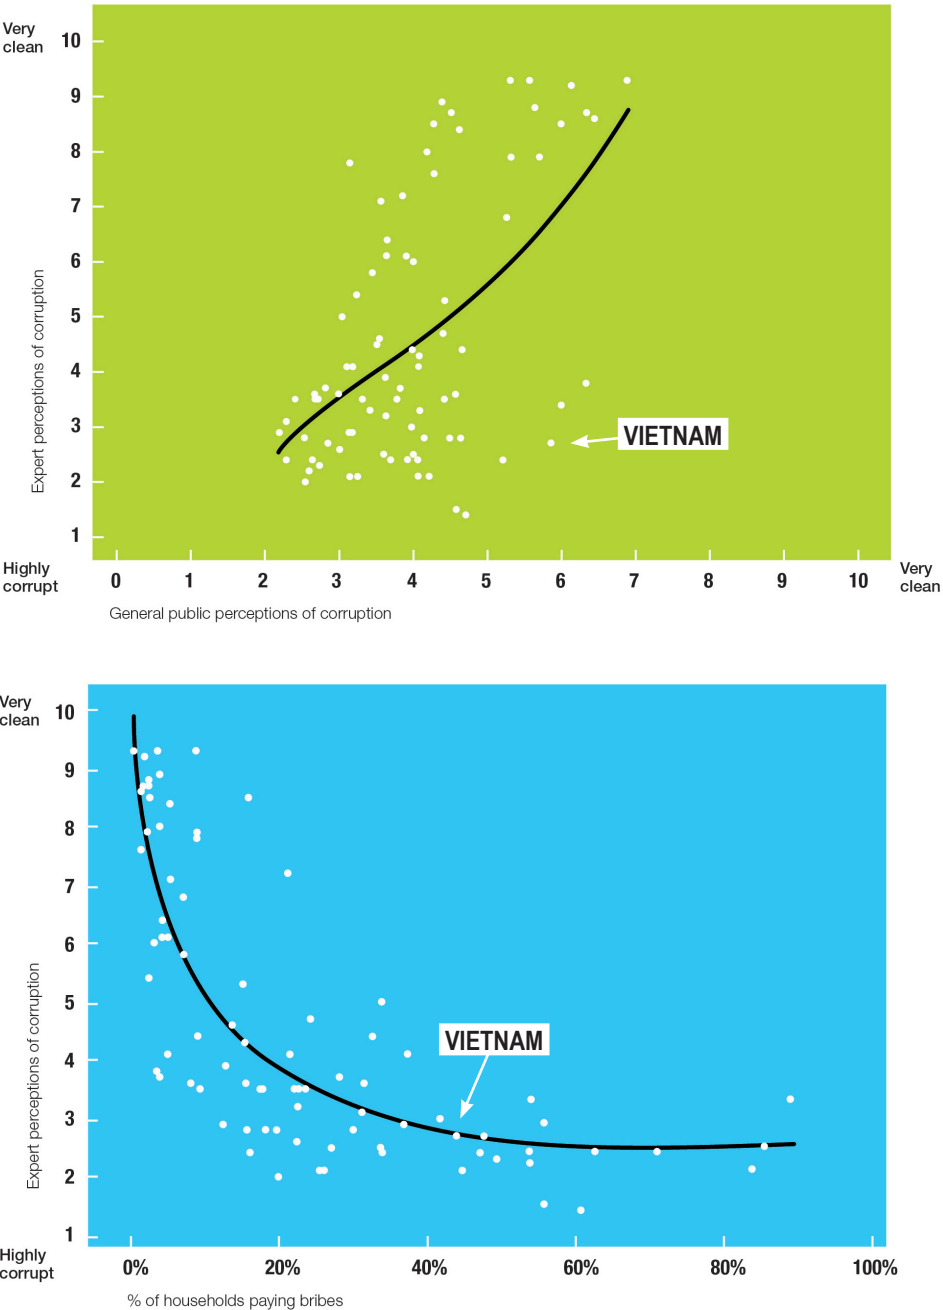 Very
clean
10
9
8
7
6
5
4
3
2
1
Expert perceptions of corruption
VIETNAM
Highly
corrupt
0 1 2 3 4 5 6 7 8 9 10
Very
clean
General public perceptions of corruption
Very
clean
10
9
8
7
6
5
4
3
2
1
Expert perceptions of corruption
VIETNAM
Highly
corrupt
0% 20% 40% 60% 80% 100%
% of households paying bribes